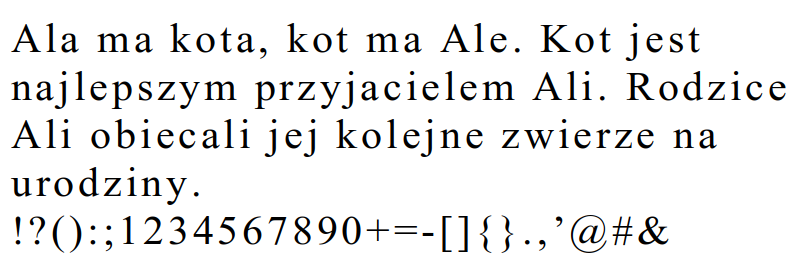 Ala ma kota, kot ma Ale. Kot jest
najlepszym przyjacielem Ali. Rodzice
Ali obiecali jej kolejne zwierze na
urodziny.
!?():;1234567890+=-[]{}.,’@#&